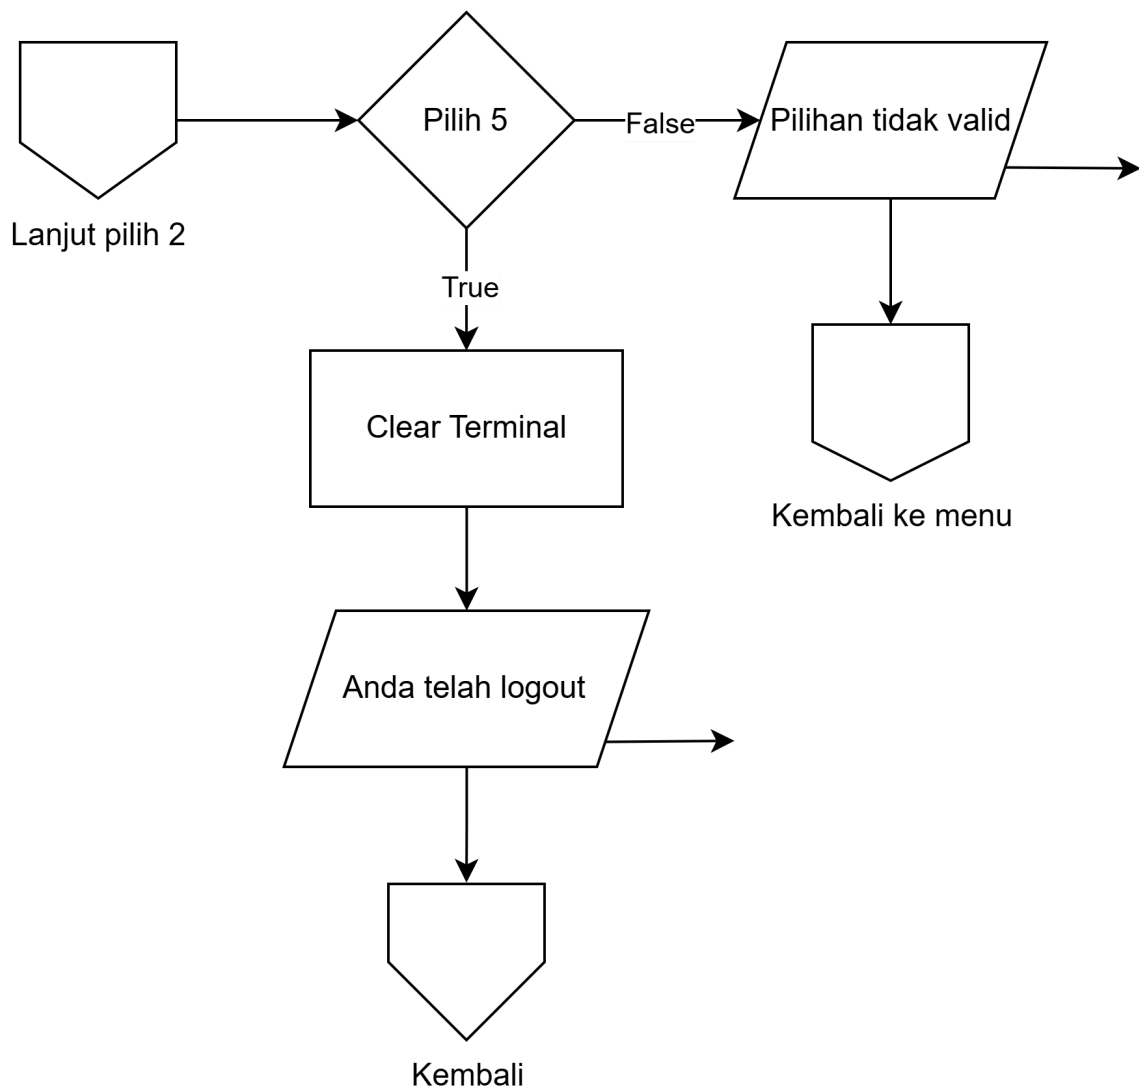 Pilih 5
False
Pilihan tidak valid
Lanjut pilih 2
True
Clear Terminal
Kembali ke menu
Anda telah logout
Kembali